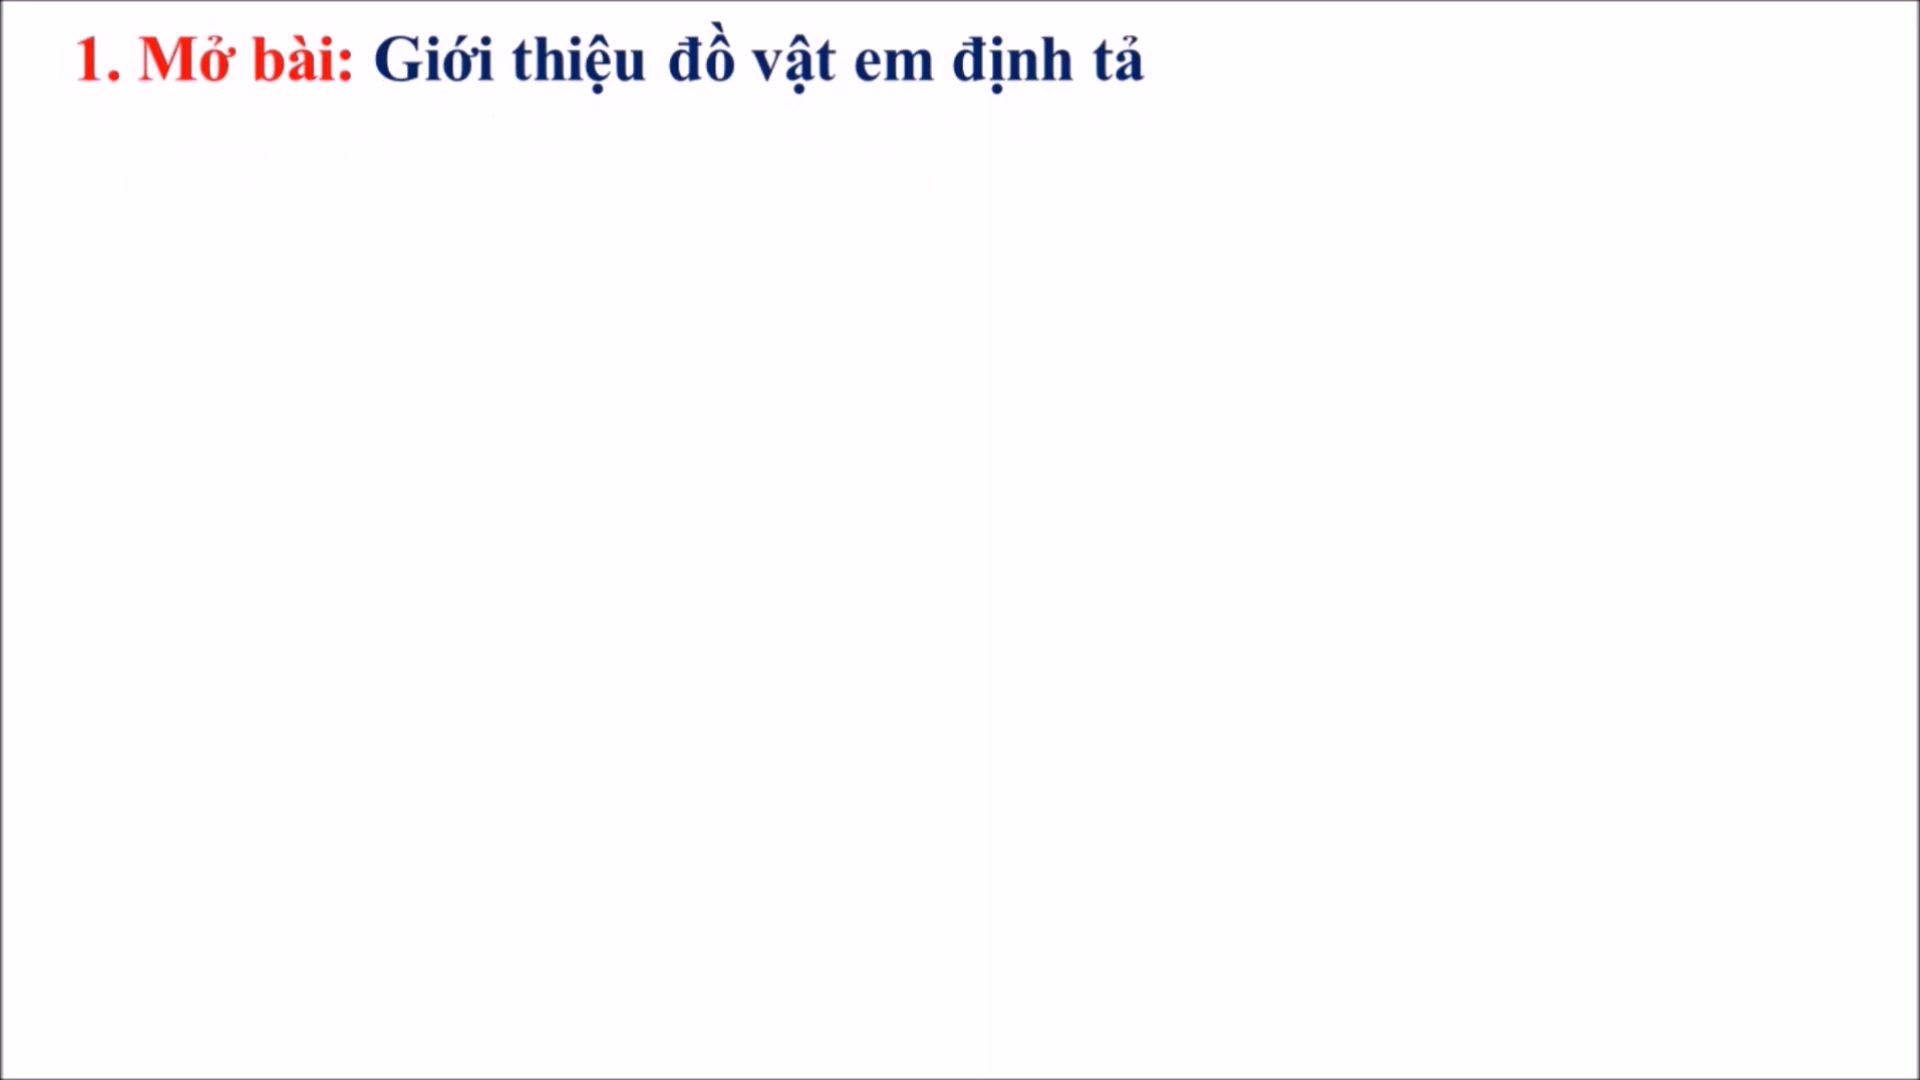 1. Mở bài: Giới thiệu đồ vật em định tả